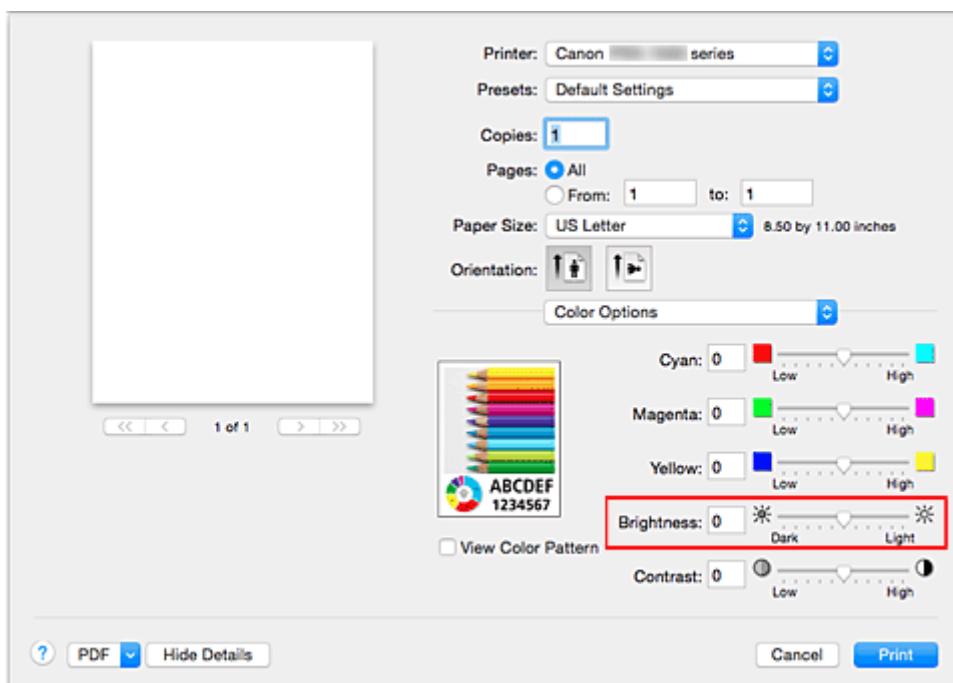 Printer: Canon series
Presets: Default Settings
Copies: 1
Pages: All
From: 1 to: 1
Paper Size: US Letter 8.50 by 11.00 inches
Orientation:
Color Options
Cyan: 0
Low High
Magenta: 0
Low High
Yellow: 0
Low High
Brightness: 0
Dark Light
Contrast: 0
Low High
<< < 1 of 1 > >>
ABCDEF
1234567
View Color Pattern
? PDF Hide Details Cancel Print